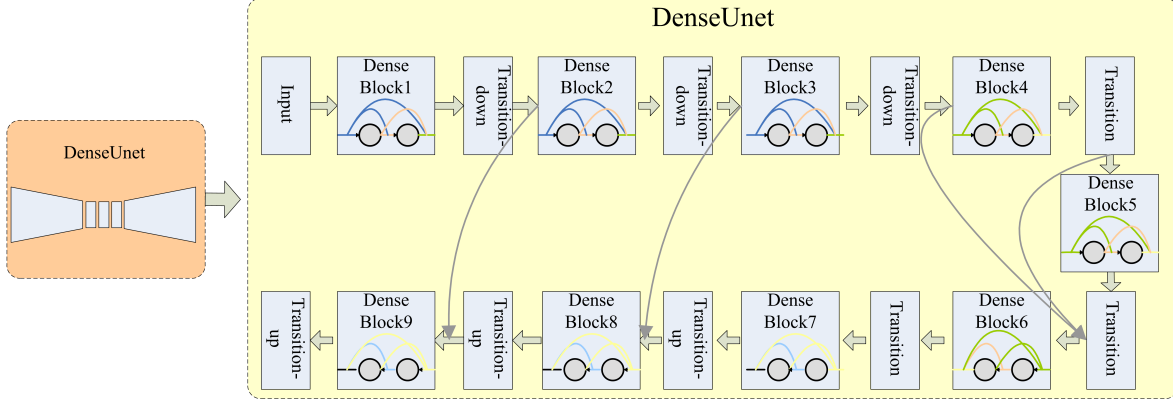 DenseUnet
DenseUnet
Input
Dense
Block1
Transition-
down
Dense
Block2
Transition-
down
Dense
Block3
Transition-
down
Dense
Block4
Transition
Dense
Block5
Transition-
up
Dense
Block9
Transition-
up
Dense
Block8
Transition-
up
Dense
Block7
Transition
Dense
Block6
Transition